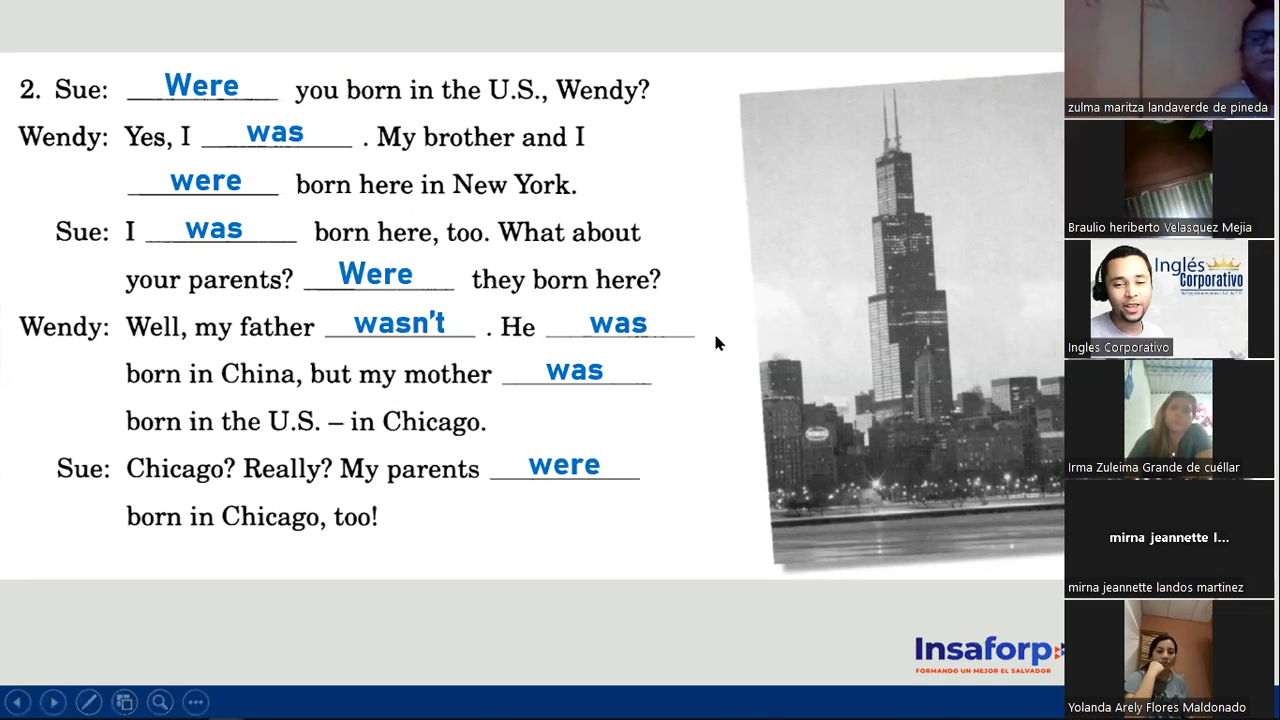 2. Sue: Were you born in the U.S., Wendy?
Wendy: Yes, I was . My brother and I
were born here in New York.
Sue: I was born here, too. What about
your parents? Were they born here?
Wendy: Well, my father wasn't . He was
born in China, but my mother was
born in the U.S. – in Chicago.
Sue: Chicago? Really? My parents were
born in Chicago, too!
Insaforp
FORMANDO UN MEJOR EL SALVADOR
zulma maritza landaverde de pineda
Braulio heriberto Velasquez Mejia
Inglés
Corporativo
Ingles Corporativo
Irma Zuleima Grande de cuéllar
mirna jeannette l...
mirna jeannette landos martinez
Yolanda Arely Flores Maldonado